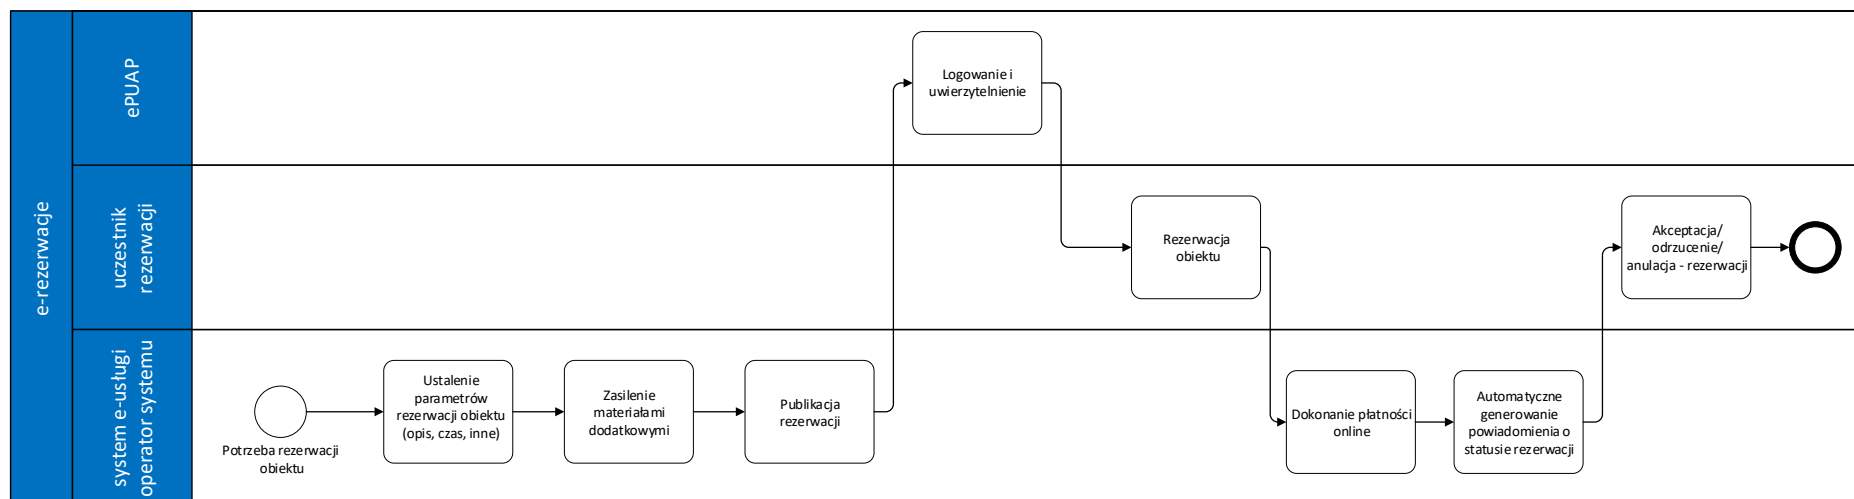 e-rezerwacje
ePUAP
Logowanie i
uwierzytelnienie
uczestnik
rezerwacji
Rezerwacja
obiektu
Akceptacja/
odrzucenie/
anulacja - rezerwacji
system e-usługi
operator systemu
Potrzeba rezerwacji
obiektu
Ustalenie
parametrów
rezerwacji obiektu
(opis, czas, inne)
Zasilenie
materiałami
dodatkowymi
Publikacja
rezerwacji
Dokonanie płatności
online
Automatyczne
generowanie
powiadomienia o
statusie rezerwacji